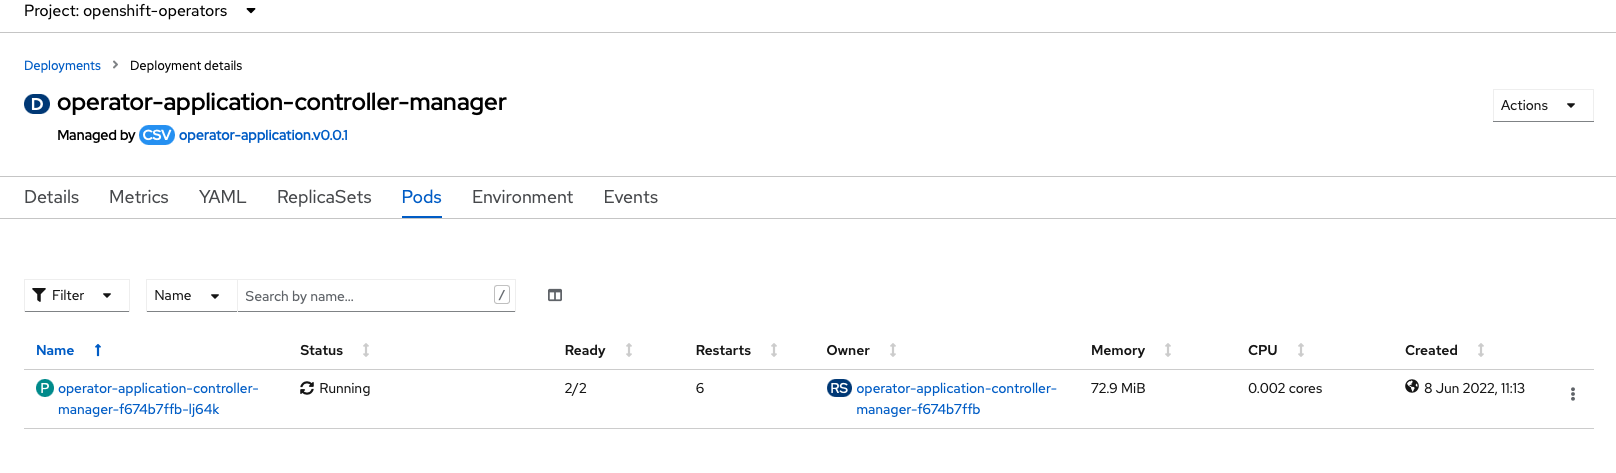 Project: openshift-operators
Deployments > Deployment details
D operator-application-controller-manager
Actions
Managed by CSV operator-application.v0.0.1
Details Metrics YAML ReplicaSets Pods Environment Events
Filter Name Search by name... /
Name Status Ready Restarts Owner Memory CPU Created
P operator-application-controller- Running 2/2 6 RS operator-application-controller- 72.9 MiB 0.002 cores 8 Jun 2022, 11:13
manager-f674b7ffb-lj64k manager-f674b7ffb